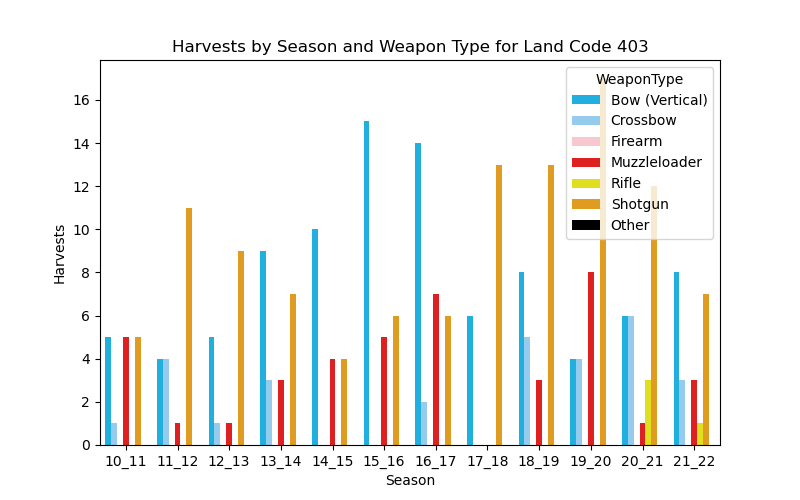 Harvests by Season and Weapon Type for Land Code 403
WeaponType
Bow (Vertical)
Crossbow
Firearm
Muzzleloader
Rifle
Shotgun
Other
Harvests
16
14
12
10
8
6
4
2
0
10_11 11_12 12_13 13_14 14_15 15_16 16_17 17_18 18_19 19_20 20_21 21_22
Season